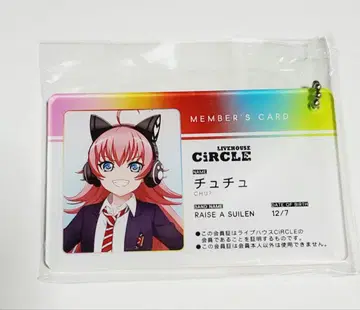 MEMBER'S CARD
LIVEHOUSE
CiRCLE
NAME
チュチュ
CHU²
BAND NAME
RAISE A SUILEN
DATE OF BIRTH
12/7
●この会員証はライブハウスCiRCLEの
会員であることを証明するものです。
●この会員証は会員本人以外は使用できません。